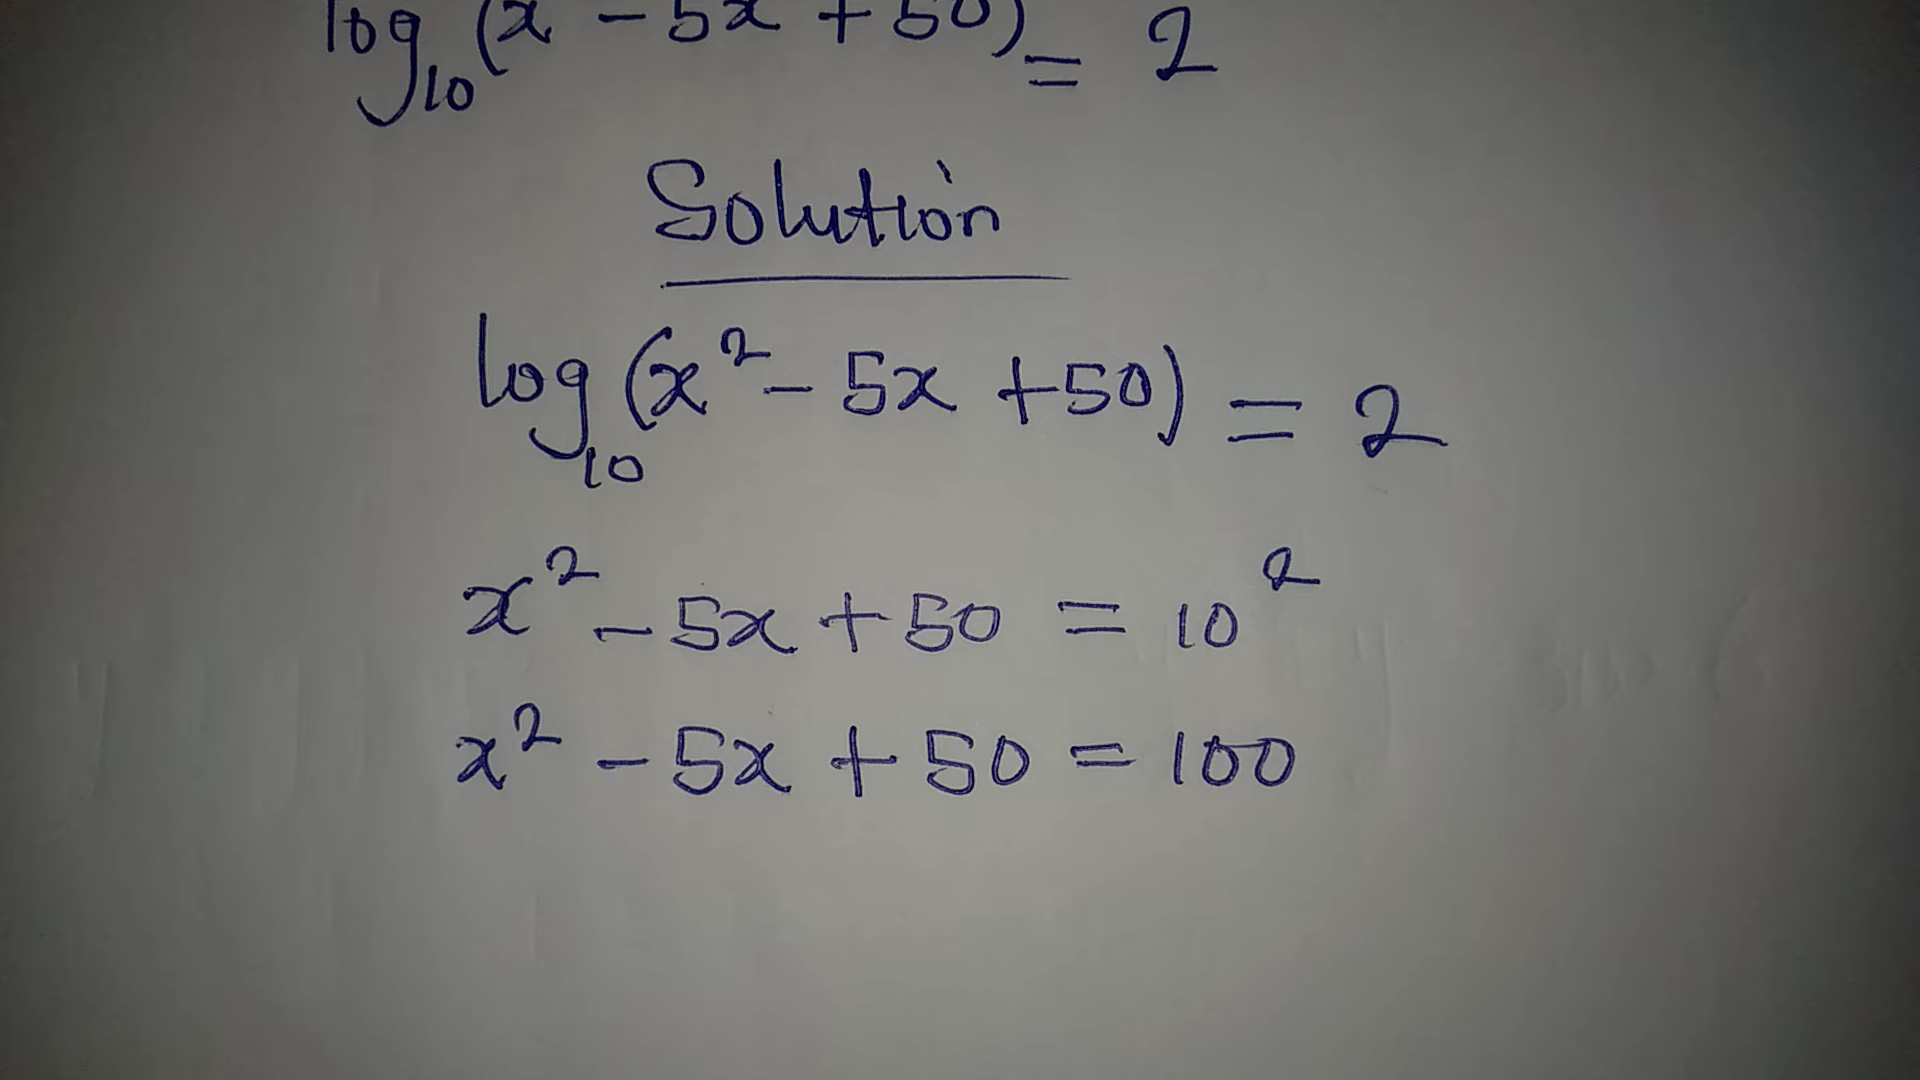 log₁₀(x - 5x + 50) = 2
Solution
log₁₀(x² - 5x + 50) = 2
x² - 5x + 50 = 10²
x² - 5x + 50 = 100